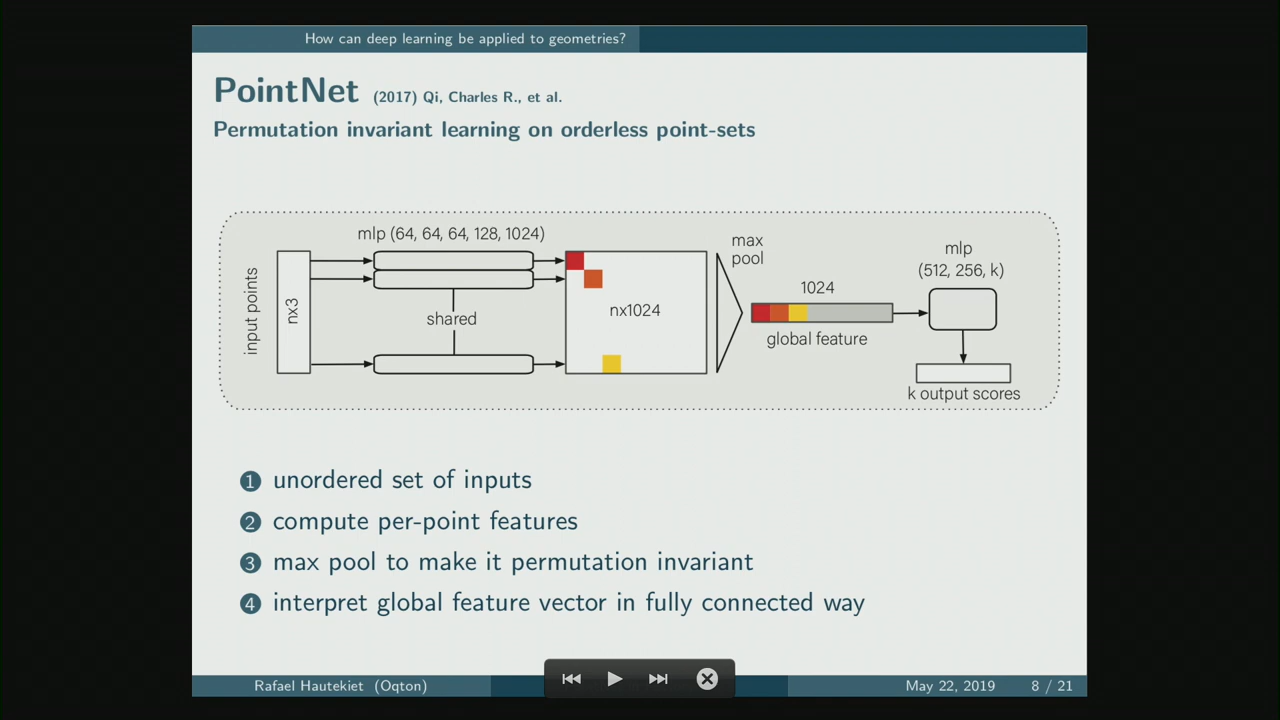 How can deep learning be applied to geometries?
PointNet (2017) Qi, Charles R., et al.
Permutation invariant learning on orderless point-sets
input points
nx3
mlp (64, 64, 64, 128, 1024)
shared
nx1024
max
pool
1024
global feature
mlp
(512, 256, k)
k output scores
1 unordered set of inputs
2 compute per-point features
3 max pool to make it permutation invariant
4 interpret global feature vector in fully connected way
Rafael Hautekiet (Oqton)
May 22, 2019 8 / 21